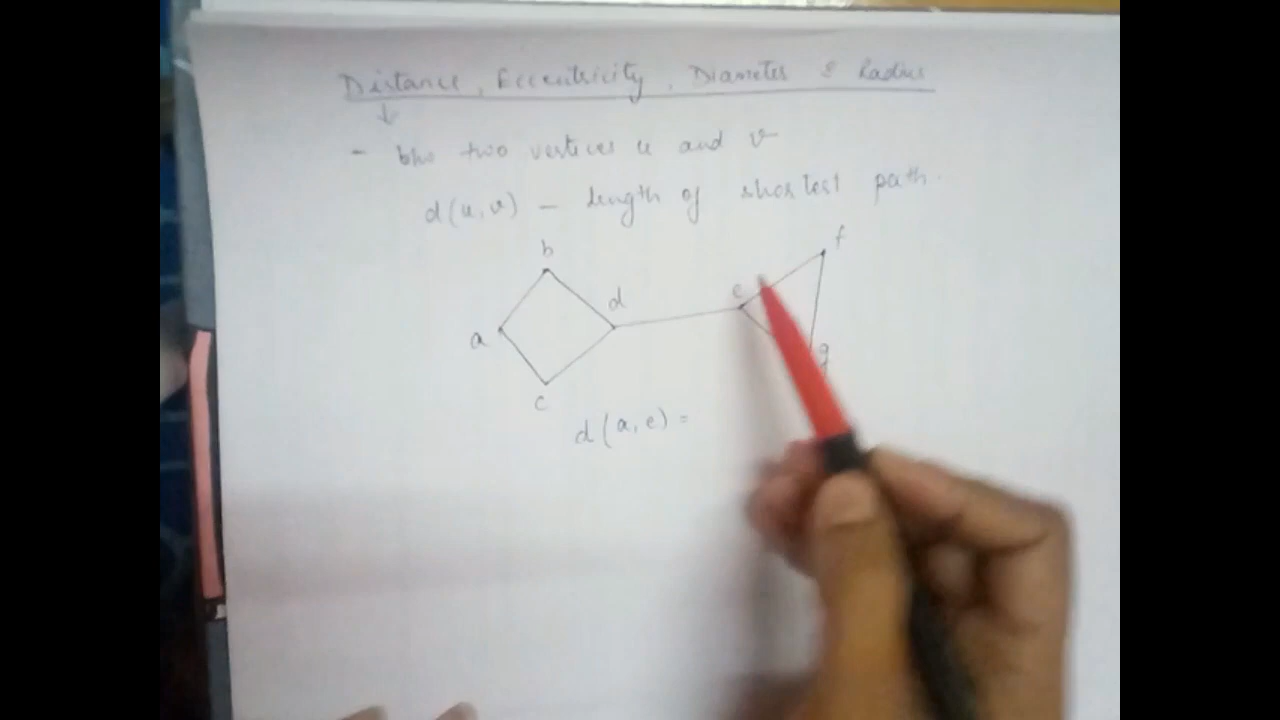 Distance, Eccentricity, Diameter & Radius
- b/w two vertices u and v
d(u,v) - length of shortest path.
b
f
d
e
a
g
c
d(a,e) =